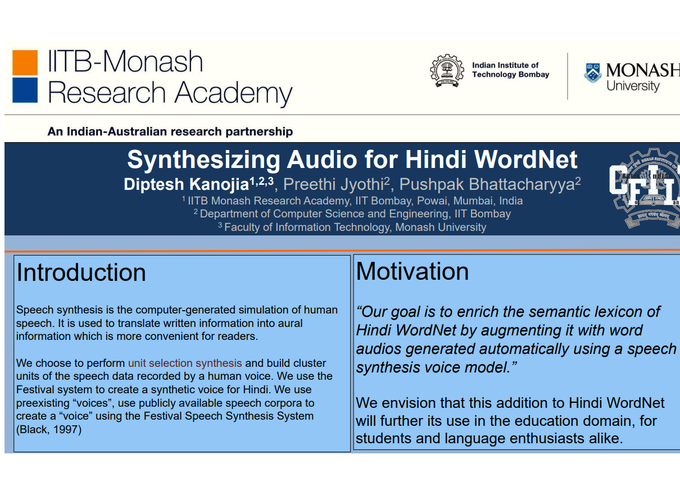 IITB-Monash
Research Academy
Indian Institute of
Technology Bombay
MONASH
University
An Indian-Australian research partnership
Synthesizing Audio for Hindi WordNet
Diptesh Kanojia1,2,3, Preethi Jyothi2, Pushpak Bhattacharyya2
1 IITB Monash Research Academy, IIT Bombay, Powai, Mumbai, India
2 Department of Computer Science and Engineering, IIT Bombay
3 Faculty of Information Technology, Monash University
CFILT
Introduction
Speech synthesis is the computer-generated simulation of human
speech. It is used to translate written information into aural
information which is more convenient for readers.
We choose to perform unit selection synthesis and build cluster
units of the speech data recorded by a human voice. We use the
Festival system to create a synthetic voice for Hindi. We use
preexisting “voices”, use publicly available speech corpora to
create a “voice” using the Festival Speech Synthesis System
(Black, 1997)
Motivation
“Our goal is to enrich the semantic lexicon of
Hindi WordNet by augmenting it with word
audios generated automatically using a speech
synthesis voice model.”
We envision that this addition to Hindi WordNet
will further its use in the education domain, for
students and language enthusiasts alike.